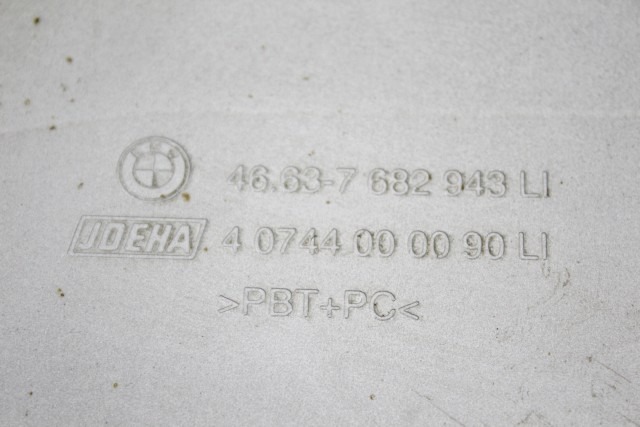 46.63-7 682 943 LI
JDEHA 4 0744 00 00 90 LI
>PBT+PC<